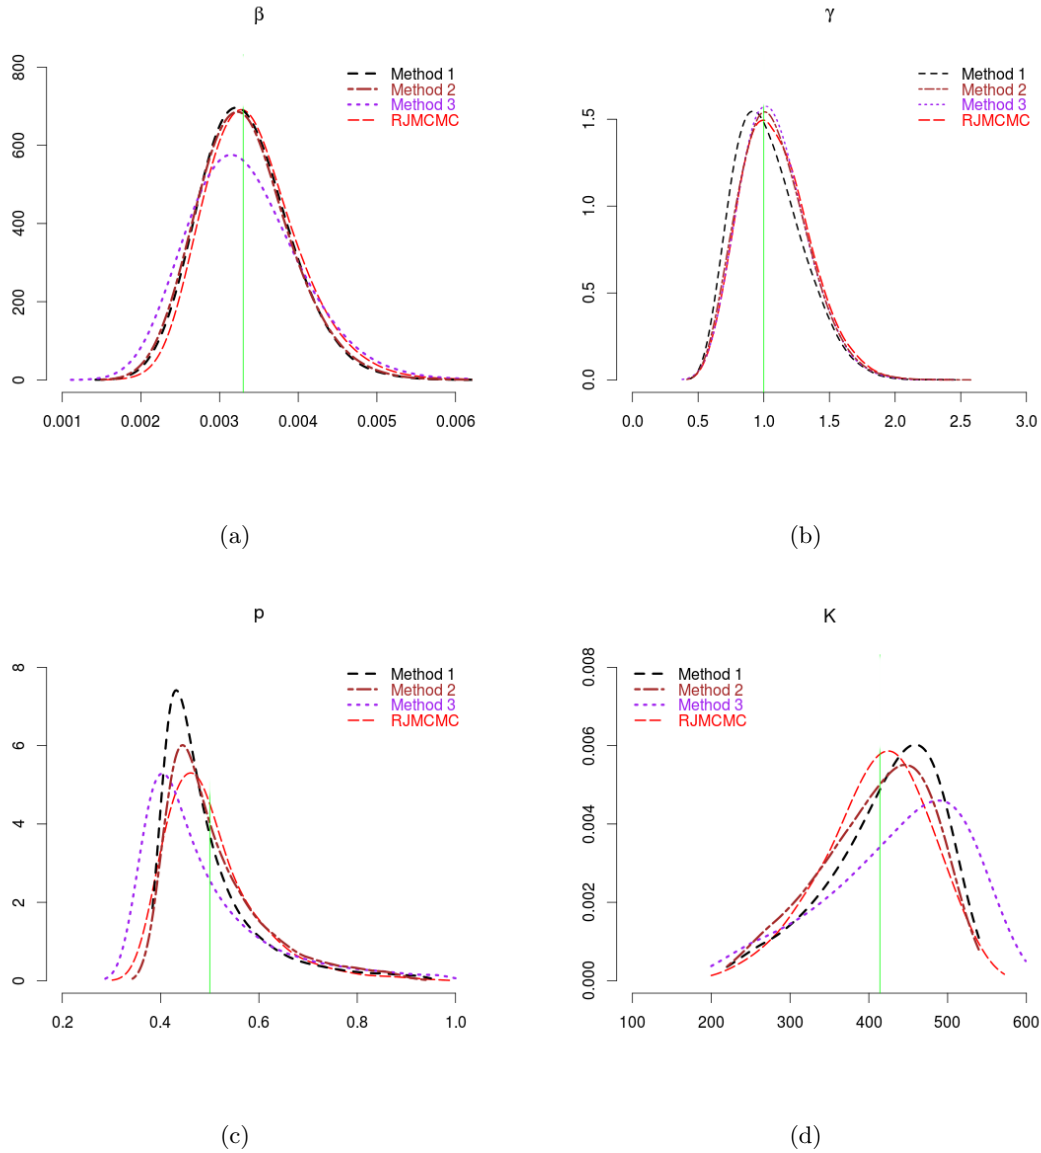 β
800
600
400
200
0
Method 1
Method 2
Method 3
RJMCMC
0.001 0.002 0.003 0.004 0.005 0.006
(a)
γ
1.5
1.0
0.5
0.0
Method 1
Method 2
Method 3
RJMCMC
0.0 0.5 1.0 1.5 2.0 2.5 3.0
(b)
p
8
6
4
2
0
Method 1
Method 2
Method 3
RJMCMC
0.2 0.4 0.6 0.8 1.0
(c)
K
0.008
0.006
0.004
0.002
0.000
Method 1
Method 2
Method 3
RJMCMC
100 200 300 400 500 600
(d)